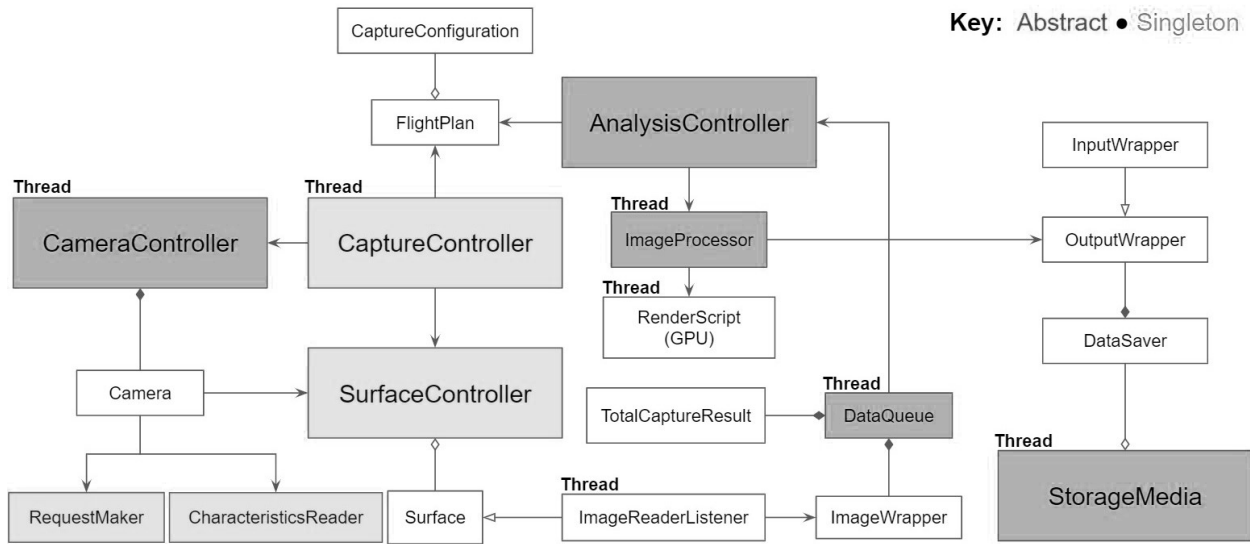 CaptureConfiguration
Key: Abstract ● Singleton
FlightPlan
AnalysisController
InputWrapper
Thread
CameraController
Thread
CaptureController
Thread
ImageProcessor
OutputWrapper
Thread
RenderScript
(GPU)
DataSaver
Camera
SurfaceController
TotalCaptureResult
Thread
DataQueue
Thread
StorageMedia
RequestMaker
CharacteristicsReader
Surface
Thread
ImageReaderListener
ImageWrapper